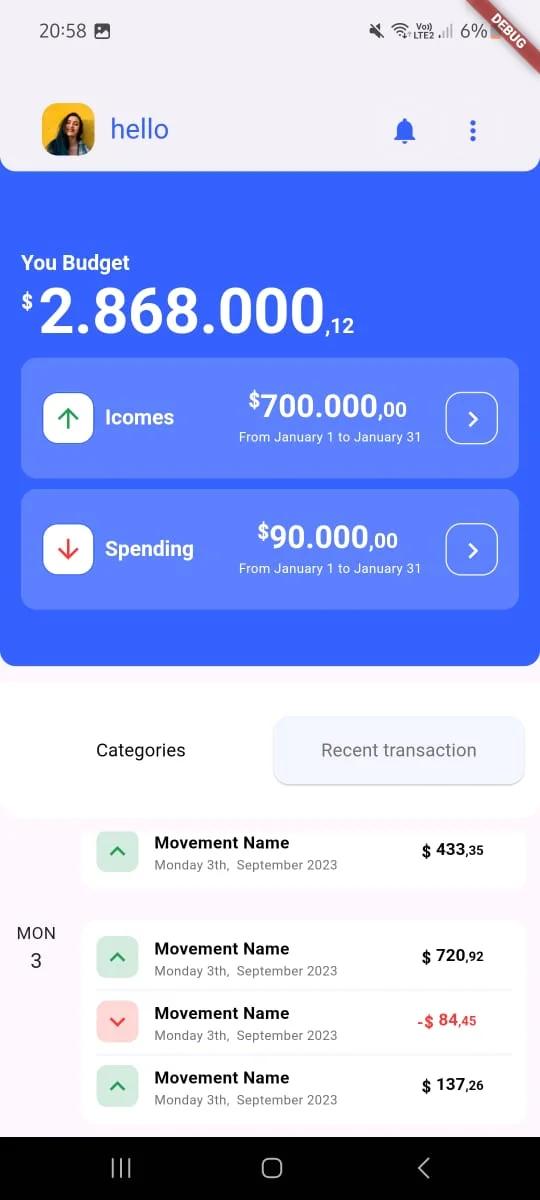 20:58
Vo)) LTE2
6%
DEBUG
hello
You Budget
$2.868.000,12
Icomes
$700.000,00
From January 1 to January 31
Spending
$90.000,00
From January 1 to January 31
Categories
Recent transaction
Movement Name
$ 433,35
Monday 3th, September 2023
MON
3
Movement Name
$ 720,92
Monday 3th, September 2023
Movement Name
-$ 84,45
Monday 3th, September 2023
Movement Name
$ 137,26
Monday 3th, September 2023